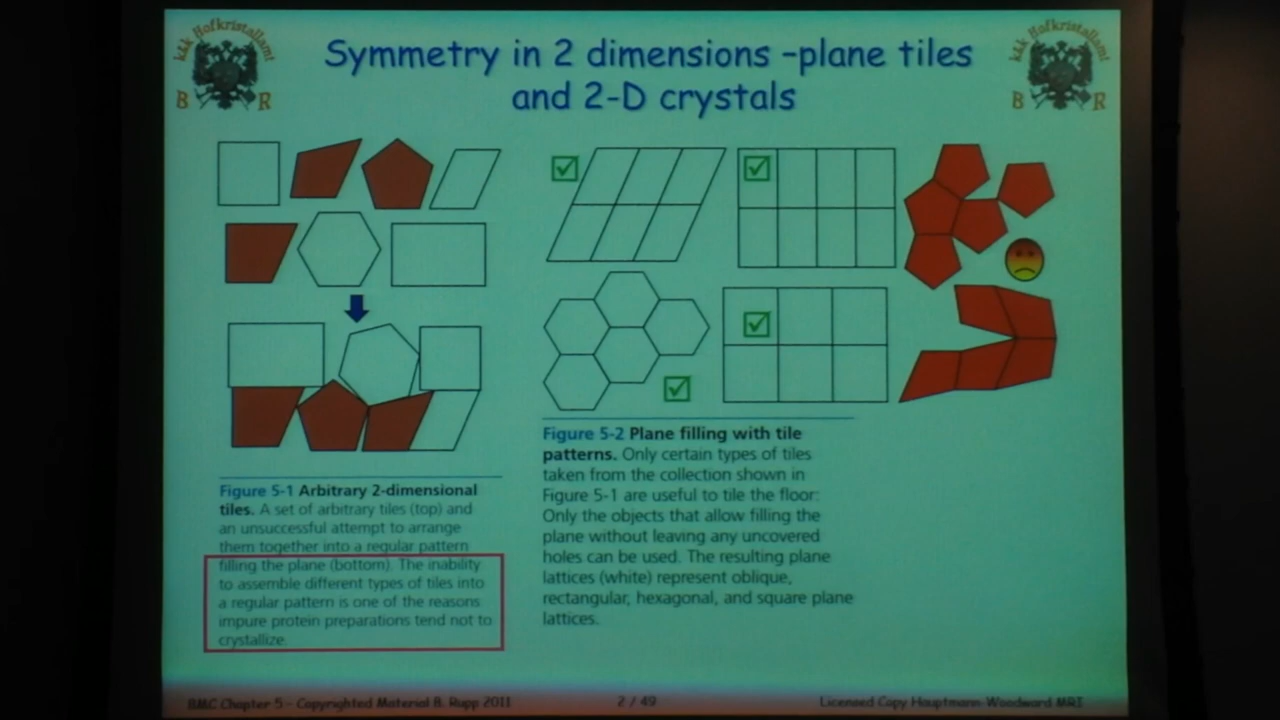 kkk Hofkristallamt
B R
kkk Hofkristallamt
B R
Symmetry in 2 dimensions –plane tiles
and 2-D crystals
Figure 5-1 Arbitrary 2-dimensional
tiles. A set of arbitrary tiles (top) and
an unsuccessful attempt to arrange
them together into a regular pattern
filling the plane (bottom). The inability
to assemble different types of tiles into
a regular pattern is one of the reasons
impure protein preparations tend not to
crystallize.
Figure 5-2 Plane filling with tile
patterns. Only certain types of tiles
taken from the collection shown in
Figure 5-1 are useful to tile the floor:
Only the objects that allow filling the
plane without leaving any uncovered
holes can be used. The resulting plane
lattices (white) represent oblique,
rectangular, hexagonal, and square plane
lattices.
BMC Chapter 5 – Copyrighted Material B. Rupp 2011
2 / 49
Licensed Copy Hauptmann-Woodward MRI